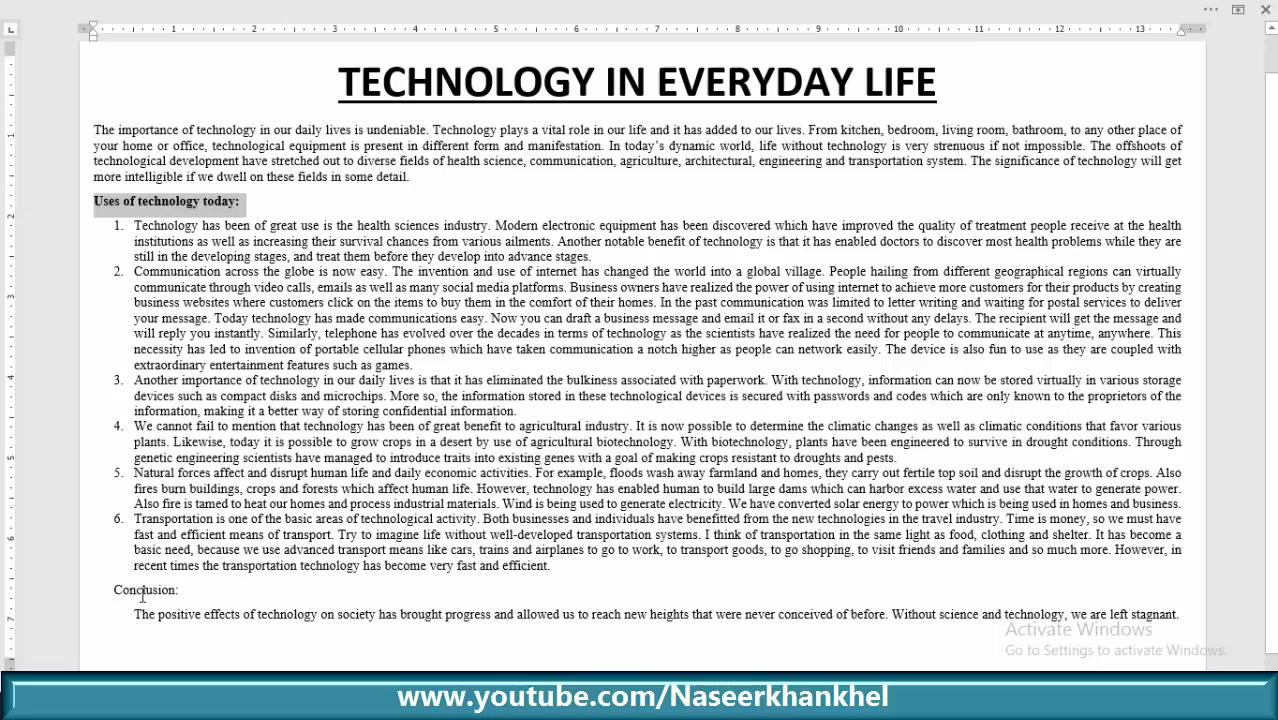 TECHNOLOGY IN EVERYDAY LIFE
The importance of technology in our daily lives is undeniable. Technology plays a vital role in our life and it has added to our lives. From kitchen, bedroom, living room, bathroom, to any other place of
your home or office, technological equipment is present in different form and manifestation. In today's dynamic world, life without technology is very strenuous if not impossible. The offshoots of
technological development have stretched out to diverse fields of health science, communication, agriculture, architectural, engineering and transportation system. The significance of technology will get
more intelligible if we dwell on these fields in some detail.
Uses of technology today:
1. Technology has been of great use is the health sciences industry. Modern electronic equipment has been discovered which have improved the quality of treatment people receive at the health
institutions as well as increasing their survival chances from various ailments. Another notable benefit of technology is that it has enabled doctors to discover most health problems while they are
still in the developing stages, and treat them before they develop into advance stages.
2. Communication across the globe is now easy. The invention and use of internet has changed the world into a global village. People hailing from different geographical regions can virtually
communicate through video calls, emails as well as many social media platforms. Business owners have realized the power of using internet to achieve more customers for their products by creating
business websites where customers click on the items to buy them in the comfort of their homes. In the past communication was limited to letter writing and waiting for postal services to deliver
your message. Today technology has made communications easy. Now you can draft a business message and email it or fax in a second without any delays. The recipient will get the message and
will reply you instantly. Similarly, telephone has evolved over the decades in terms of technology as the scientists have realized the need for people to communicate at anytime, anywhere. This
necessity has led to invention of portable cellular phones which have taken communication a notch higher as people can network easily. The device is also fun to use as they are coupled with
extraordinary entertainment features such as games.
3. Another importance of technology in our daily lives is that it has eliminated the bulkiness associated with paperwork. With technology, information can now be stored virtually in various storage
devices such as compact disks and microchips. More so, the information stored in these technological devices is secured with passwords and codes which are only known to the proprietors of the
information, making it a better way of storing confidential information.
4. We cannot fail to mention that technology has been of great benefit to agricultural industry. It is now possible to determine the climatic changes as well as climatic conditions that favor various
plants. Likewise, today it is possible to grow crops in a desert by use of agricultural biotechnology. With biotechnology, plants have been engineered to survive in drought conditions. Through
genetic engineering scientists have managed to introduce traits into existing genes with a goal of making crops resistant to droughts and pests.
5. Natural forces affect and disrupt human life and daily economic activities. For example, floods wash away farmland and homes, they carry out fertile top soil and disrupt the growth of crops. Also
fires burn buildings, crops and forests which affect human life. However, technology has enabled human to build large dams which can harbor excess water and use that water to generate power.
Also fire is tamed to heat our homes and process industrial materials. Wind is being used to generate electricity. We have converted solar energy to power which is being used in homes and business.
6. Transportation is one of the basic areas of technological activity. Both businesses and individuals have benefitted from the new technologies in the travel industry. Time is money, so we must have
fast and efficient means of transport. Try to imagine life without well-developed transportation systems. I think of transportation in the same light as food, clothing and shelter. It has become a
basic need, because we use advanced transport means like cars, trains and airplanes to go to work, to transport goods, to go shopping, to visit friends and families and so much more. However, in
recent times the transportation technology has become very fast and efficient.
Conclusion:
The positive effects of technology on society has brought progress and allowed us to reach new heights that were never conceived of before. Without science and technology, we are left stagnant.
Activate Windows
Go to Settings to activate Windows.
www.youtube.com/Naseerkhankhel